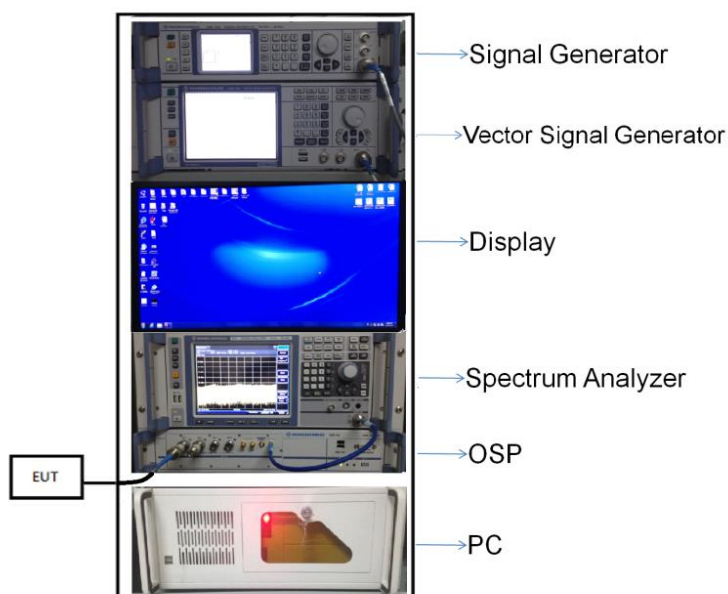 Signal Generator
Vector Signal Generator
Display
Spectrum Analyzer
OSP
EUT
PC